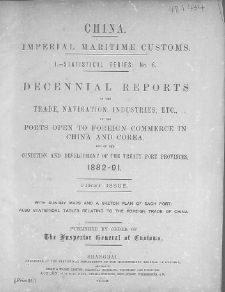 CHINA.
IMPERIAL MARITIME CUSTOMS.
I.—STATISTICAL SERIES: No. 6.
DECENNIAL REPORTS
ON THE
TRADE, NAVIGATION, INDUSTRIES, ETC.,
OF THE
PORTS OPEN TO FOREIGN COMMERCE IN
CHINA AND COREA,
AND ON THE
CONDITION AND DEVELOPMENT OF THE TREATY PORT PROVINCES,
1882-91.
FIRST ISSUE.
WITH SUNDRY MAPS AND A SKETCH PLAN OF EACH PORT;
ALSO STATISTICAL TABLES RELATING TO THE FOREIGN TRADE OF CHINA.
PUBLISHED BY ORDER OF
The Inspector General of Customs.
SHANGHAI